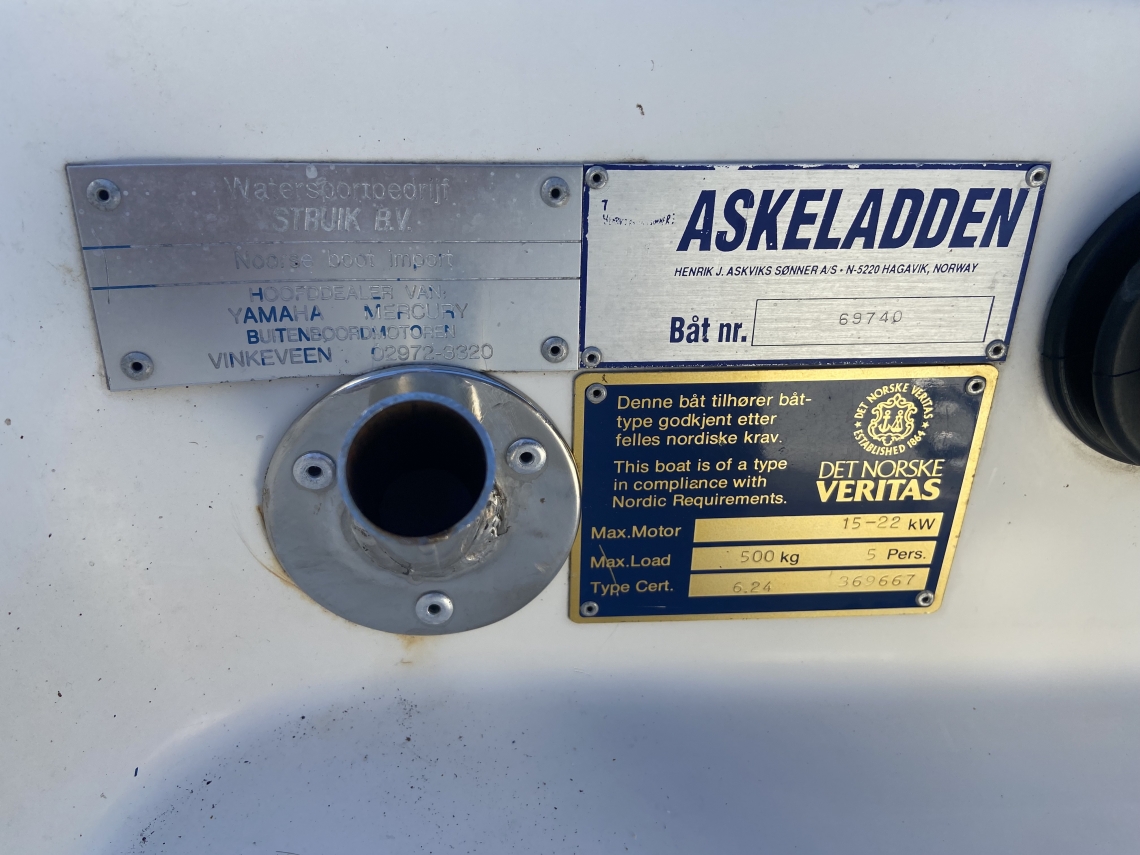 Watersportbedrijf
STRUIK B.V.
Noorse boot import
HOOFDDEALER VAN:
YAMAHA MERCURY
BUITENBOORDMOTOREN
VINKEVEEN
ASKELADDEN
HENRIK J. ASKVIKS SØNNER A/S • N-5220 HAGAVIK, NORWAY
Båt nr. 69740
Denne båt tilhører båt-
type godkjent etter
felles nordiske krav.
This boat is of a type
in compliance with
Nordic Requirements.
DET NORSKE VERITAS
ESTABLISHED 1864
DET NORSKE
VERITAS
Max.Motor 15-22 kW
Max.Load 500 kg 5 Pers.
Type Cert. 6.24 369667